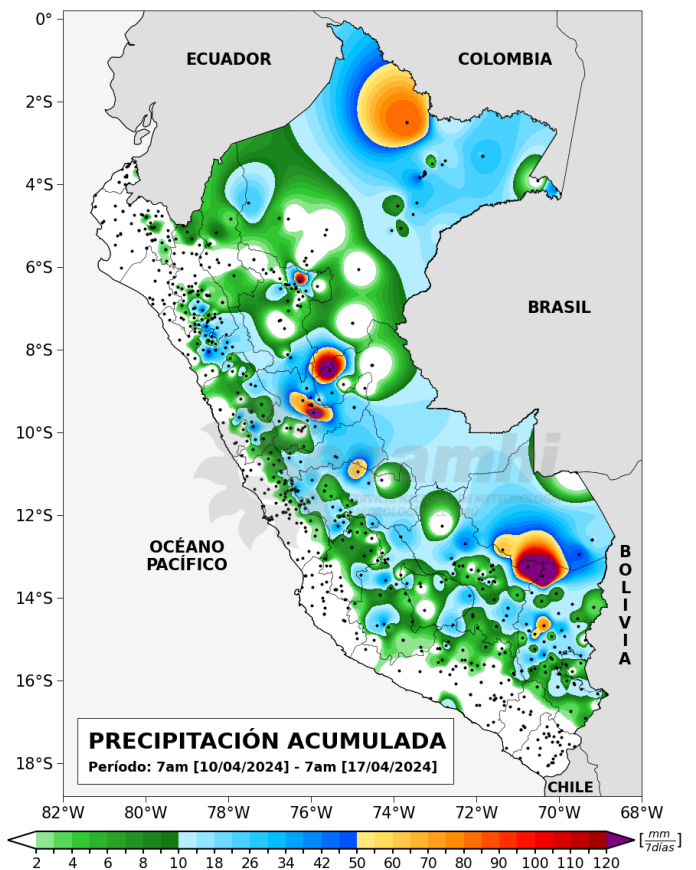 0°
2°S
4°S
6°S
8°S
10°S
12°S
14°S
16°S
18°S
ECUADOR
COLOMBIA
BRASIL
OCÉANO
PACÍFICO
B
O
L
I
V
I
A
PRECIPITACIÓN ACUMULADA
Período: 7am [10/04/2024] - 7am [17/04/2024]
CHILE
82°W 80°W 78°W 76°W 74°W 72°W 70°W 68°W
2 4 6 8 10 18 26 34 42 50 60 70 80 90 100 110 120 [mm/7días]